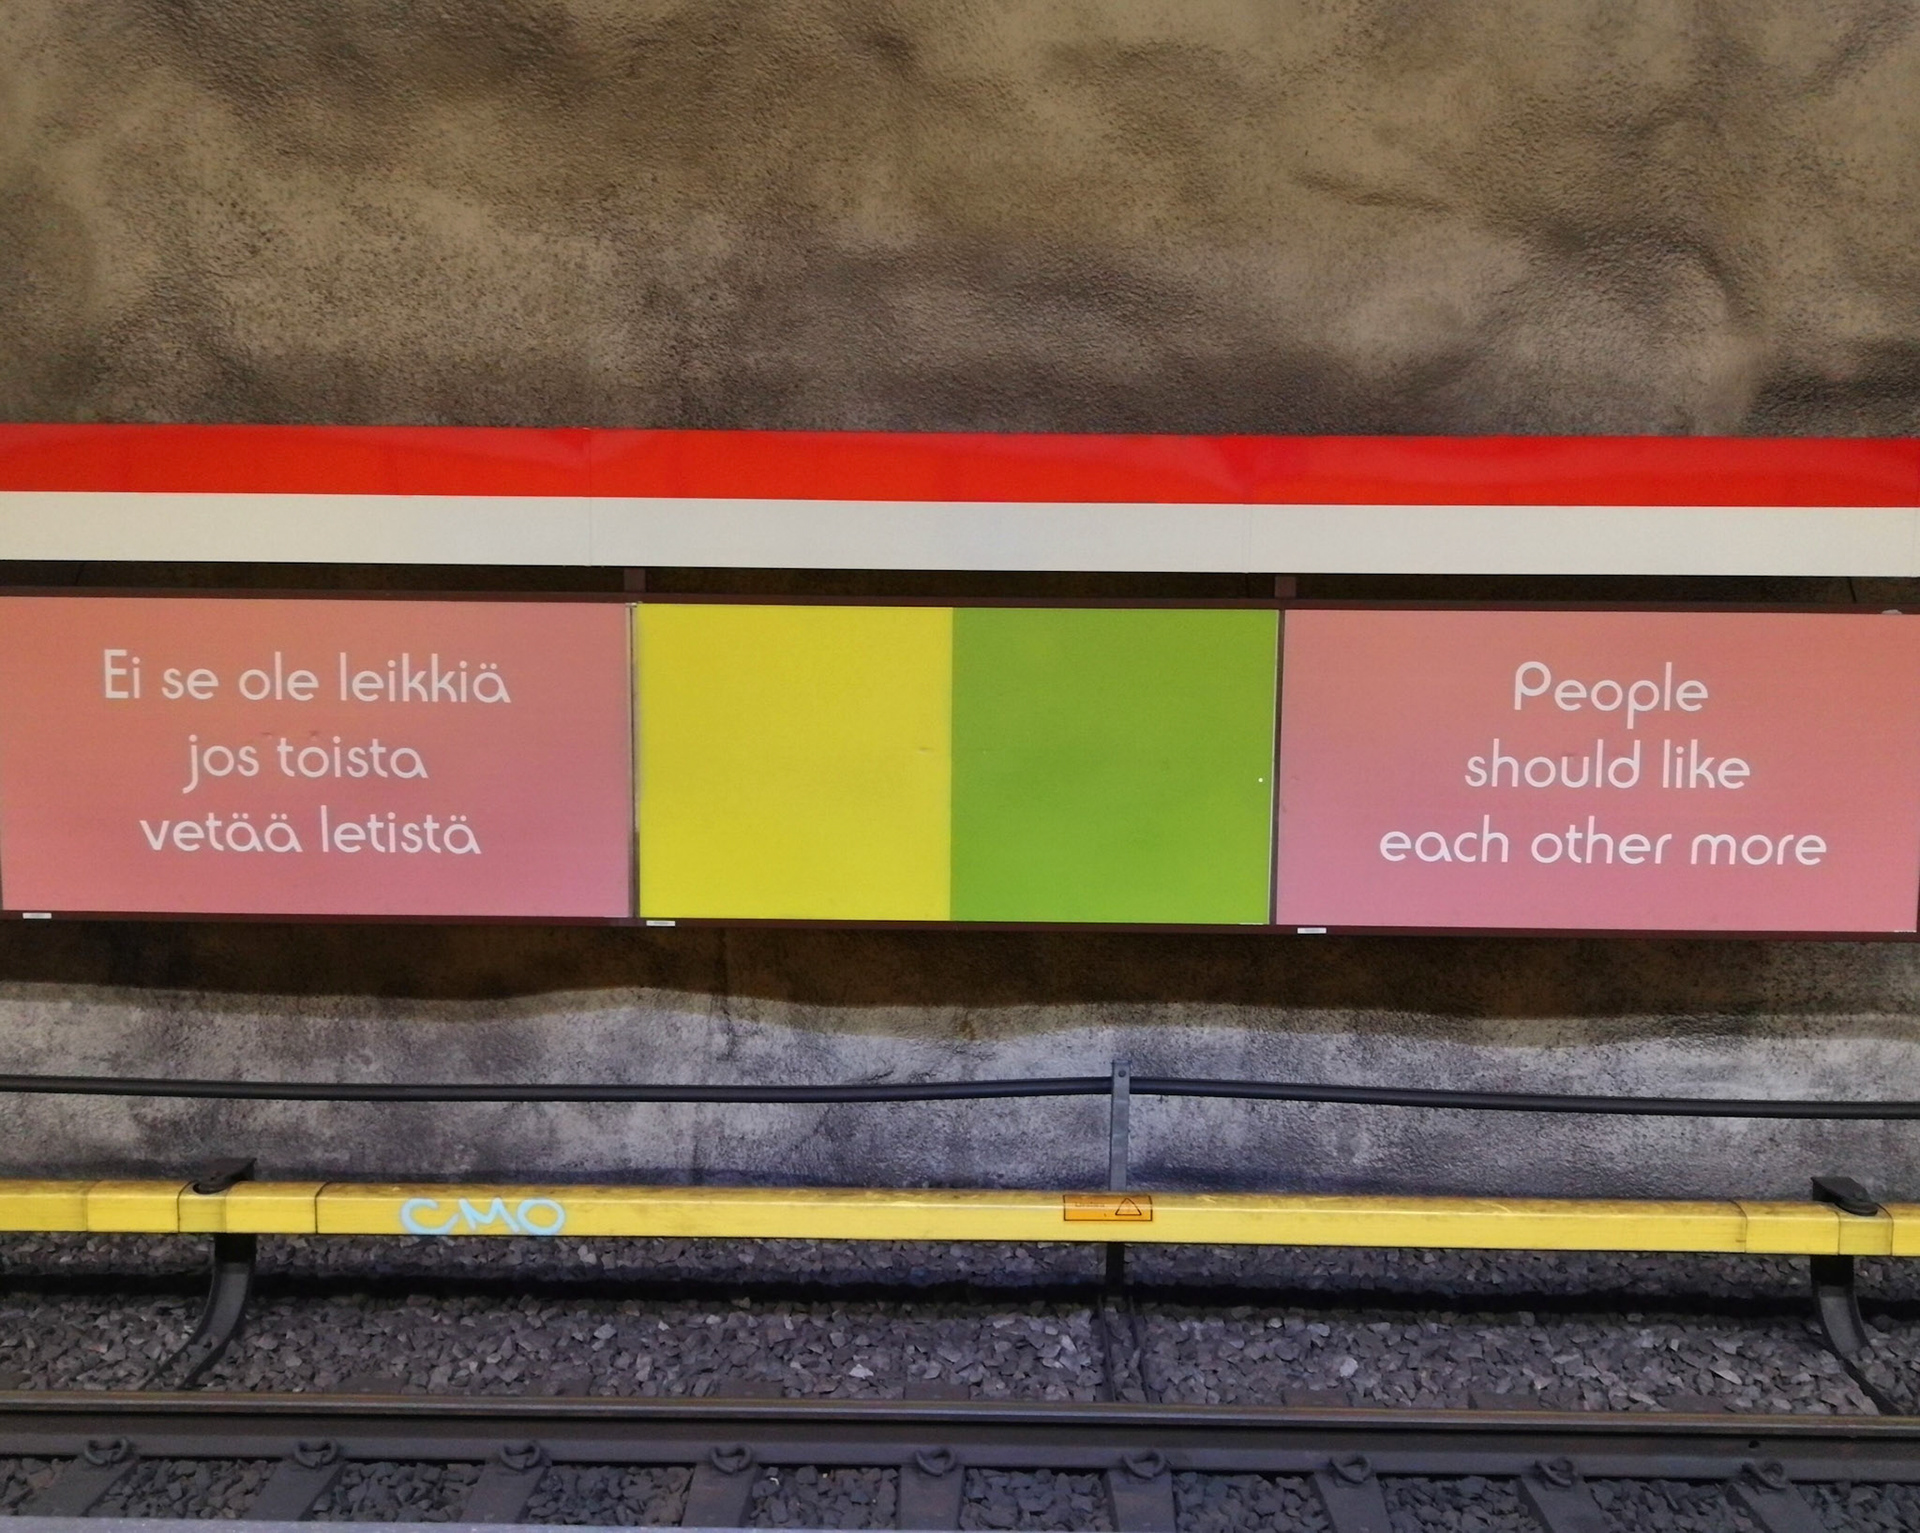 Ei se ole leikkiä
jos toista
vetää letistä
People
should like
each other more
CMO